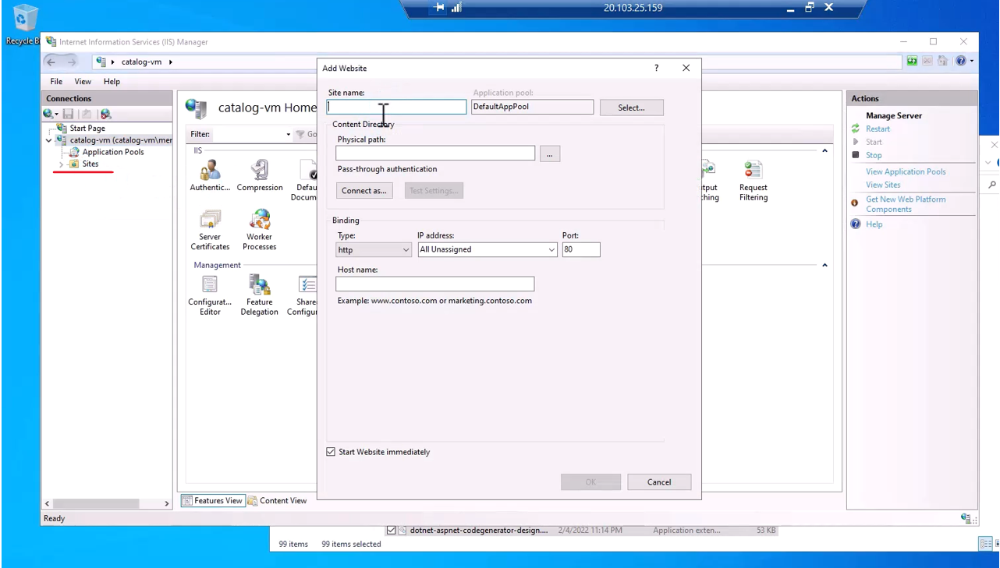 20.103.25.159
Recycle Bi
Internet Information Services (IIS) Manager
catalog-vm
File View Help
Connections
Start Page
catalog-vm (catalog-vm\mer
Application Pools
Sites
catalog-vm Home
Filter: Go
IIS
Authentic... Compression Defau
Docum
Server
Certificates
Worker
Processes
Management
Configurat...
Editor
Feature
Delegation
Share
Configu
Add Website
?
Site name: Application pool:
DefaultAppPool Select...
Content Directory
Physical path:
...
Pass-through authentication
Connect as... Test Settings...
Binding
Type: IP address: Port:
http All Unassigned 80
Host name:
Example: www.contoso.com or marketing.contoso.com
Start Website immediately
OK Cancel
utput
hing
Request
Filtering
Actions
Manage Server
Restart
Start
Stop
View Application Pools
View Sites
Get New Web Platform
Components
Help
Features View Content View
Ready
dotnet-aspnet-codegenerator-design.... 2/4/2022 11:14 PM Application exten... 53 KB
99 items 99 items selected